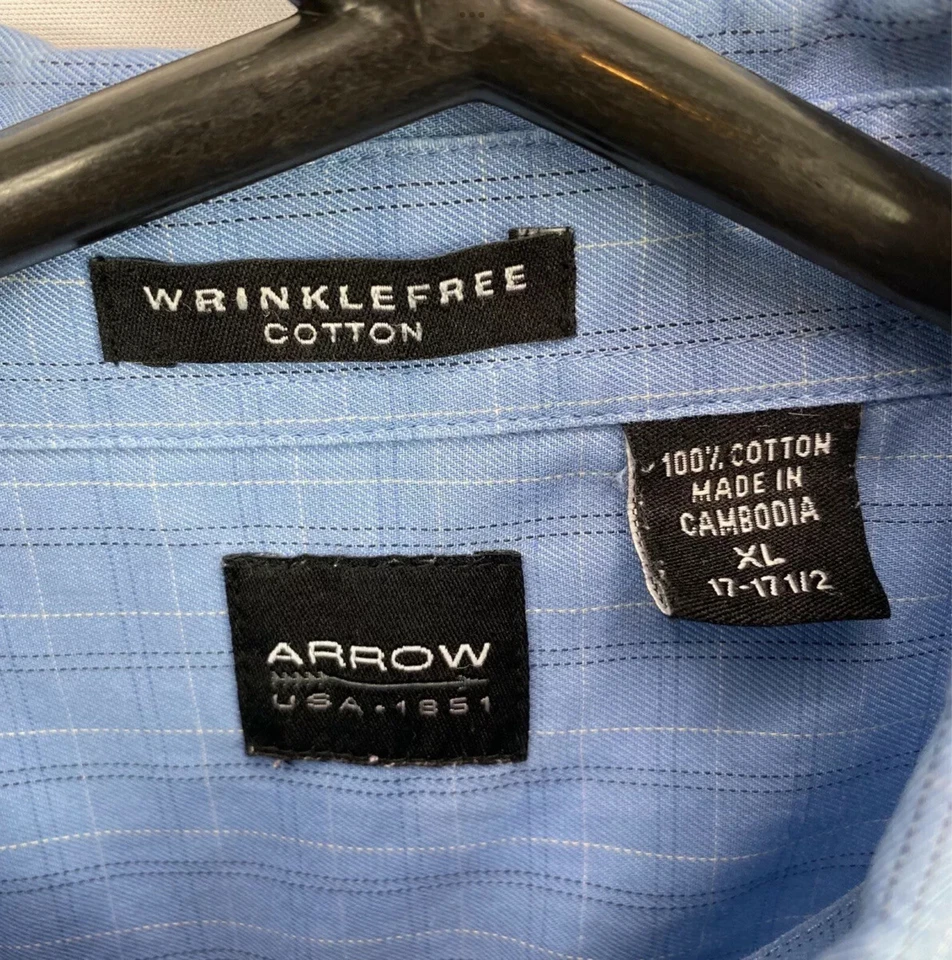 WRINKLEFREE
COTTON
100% COTTON
MADE IN
CAMBODIA
XL
17-17 1/2
ARROW
USA • 1851